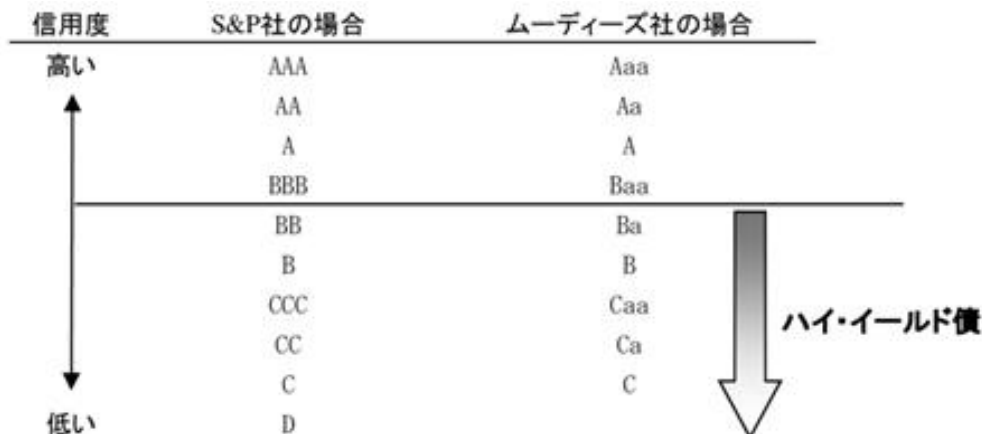 信用度 S&P社の場合 ムーディーズ社の場合
高い AAA Aaa
AA Aa
A A
BBB Baa
BB Ba
B B
CCC Caa
ハイ・イールド債
CC Ca
C C
低い D